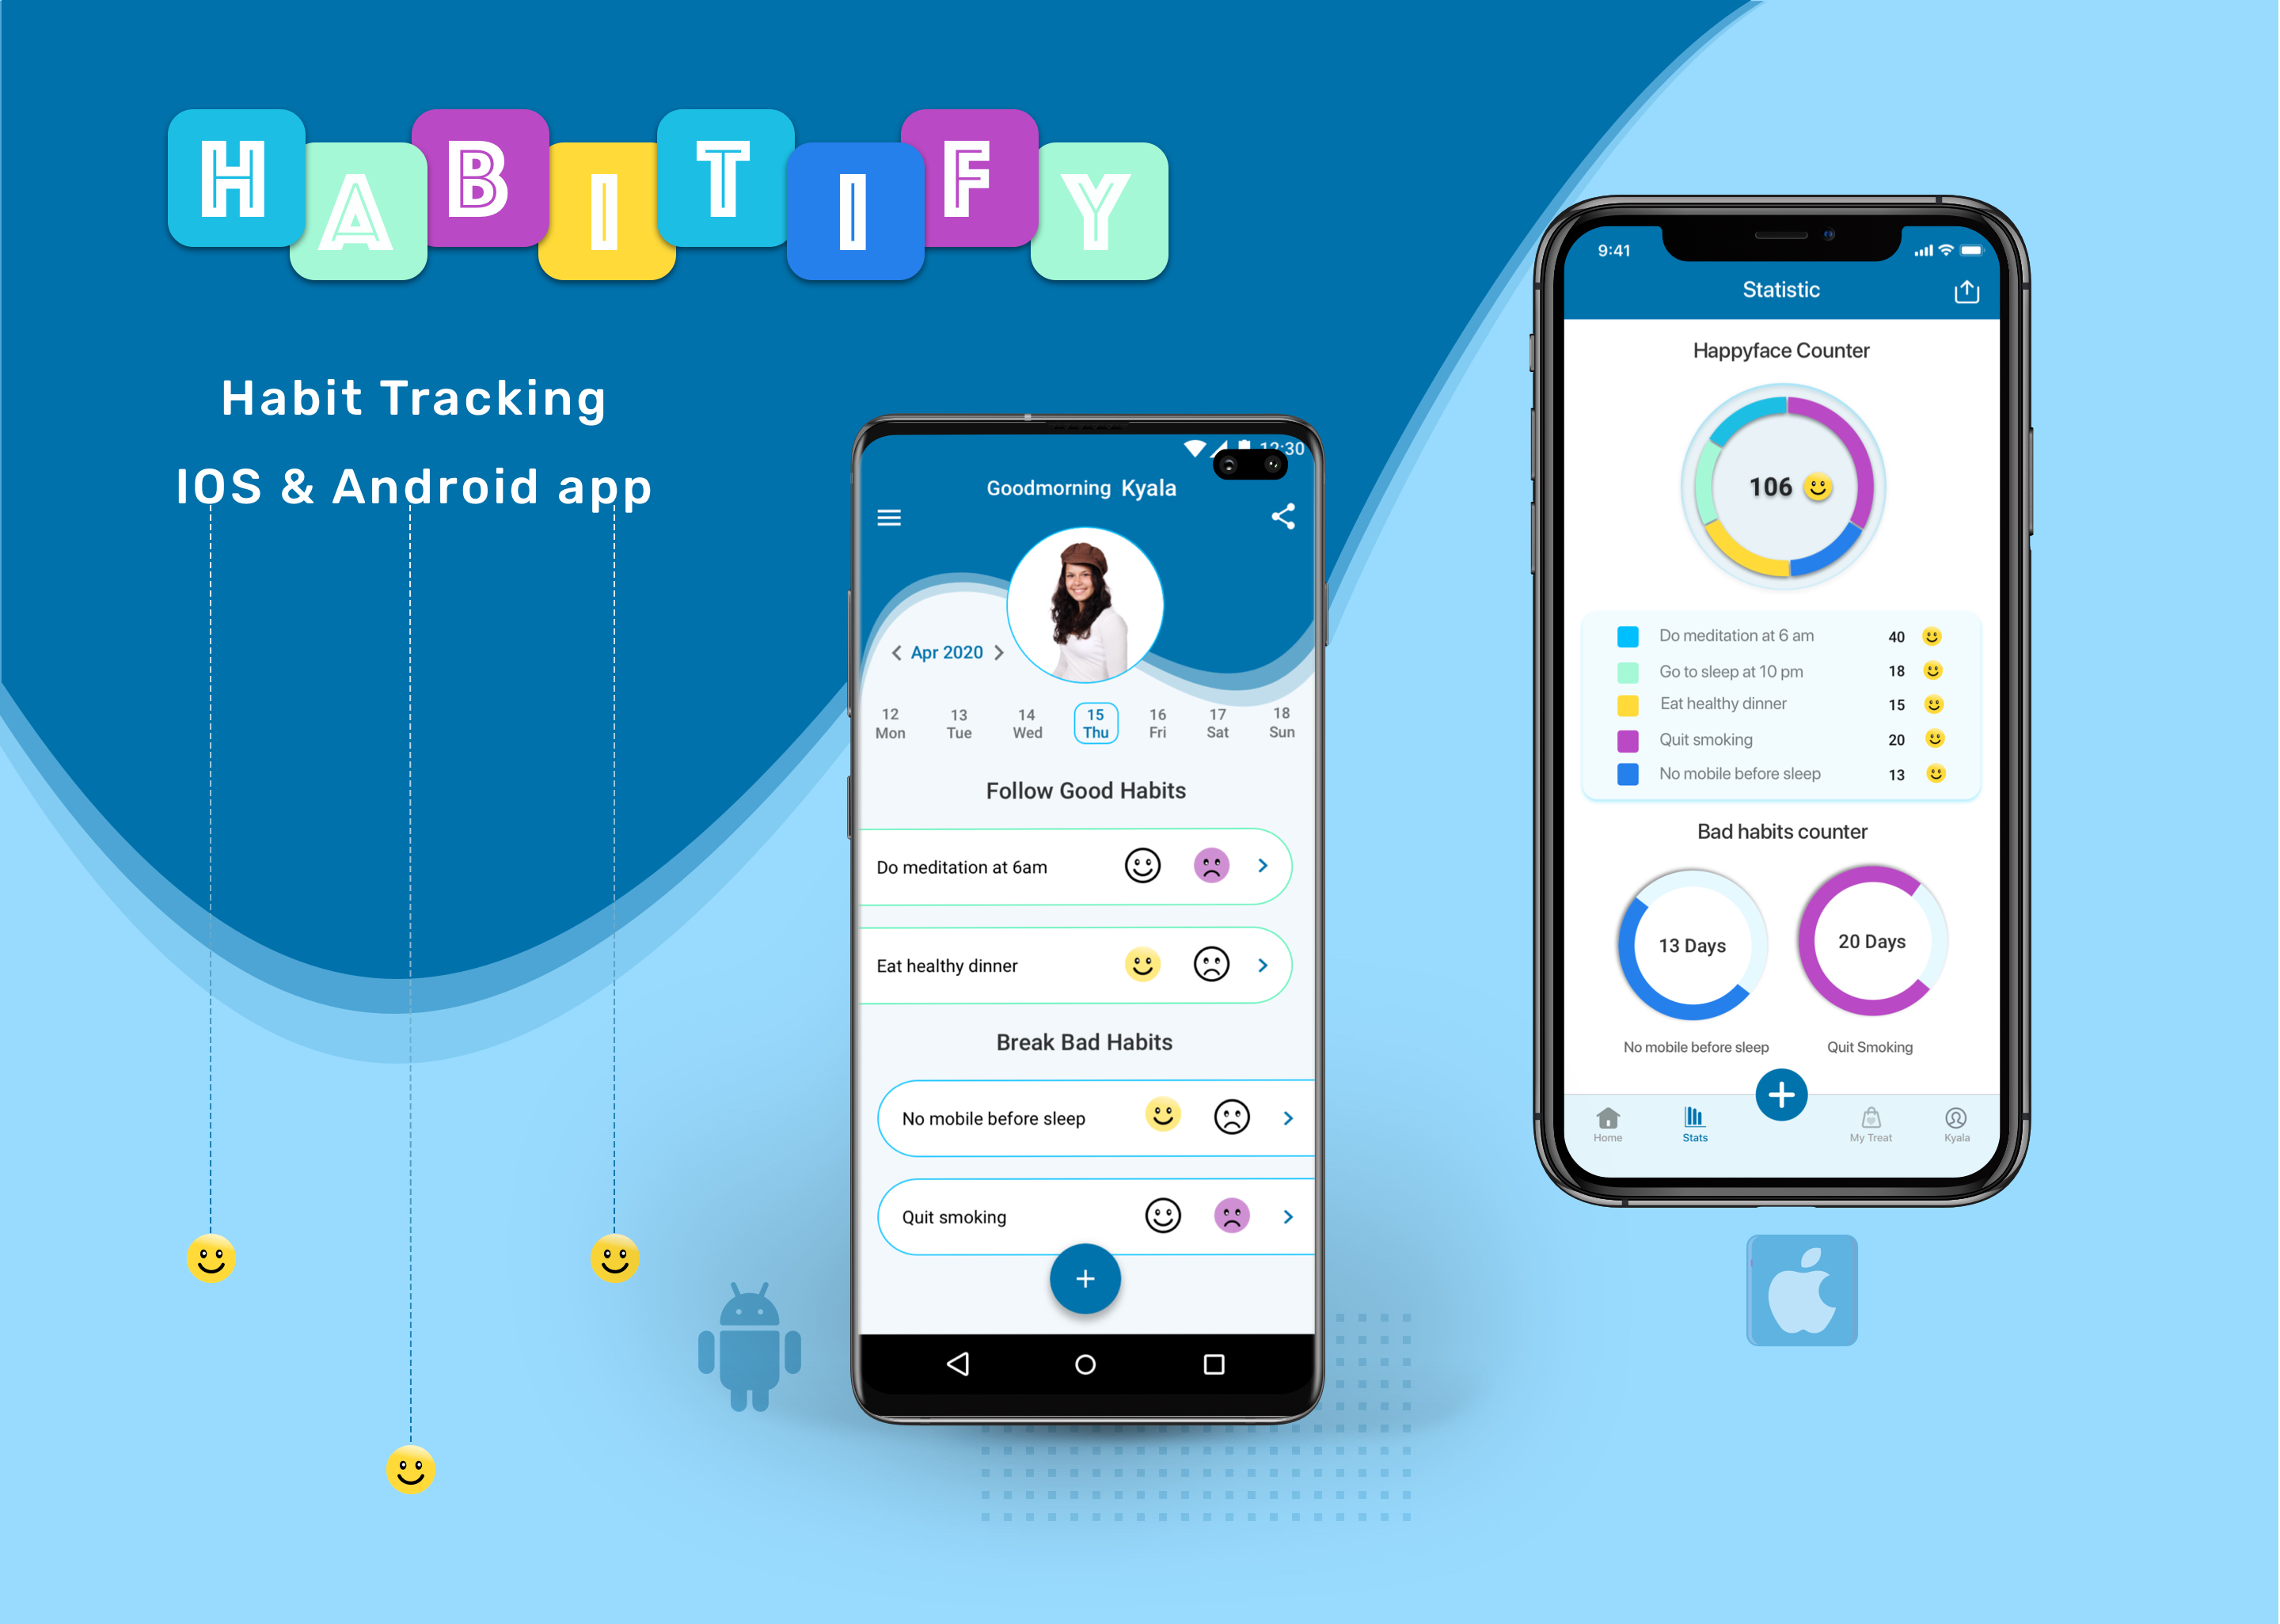 HABITIFY
Habit Tracking
IOS & Android app
12:30
Goodmorning Kyala
Apr 2020
12 13 14 15 16 17 18
Mon Tue Wed Thu Fri Sat Sun
Follow Good Habits
Do meditation at 6am
Eat healthy dinner
Break Bad Habits
No mobile before sleep
Quit smoking
+
9:41
Statistic
Happyface Counter
106
Do meditation at 6 am 40
Go to sleep at 10 pm 18
Eat healthy dinner 15
Quit smoking 20
No mobile before sleep 13
Bad habits counter
13 Days 20 Days
No mobile before sleep Quit Smoking
+
Home Stats My Treat Kyala